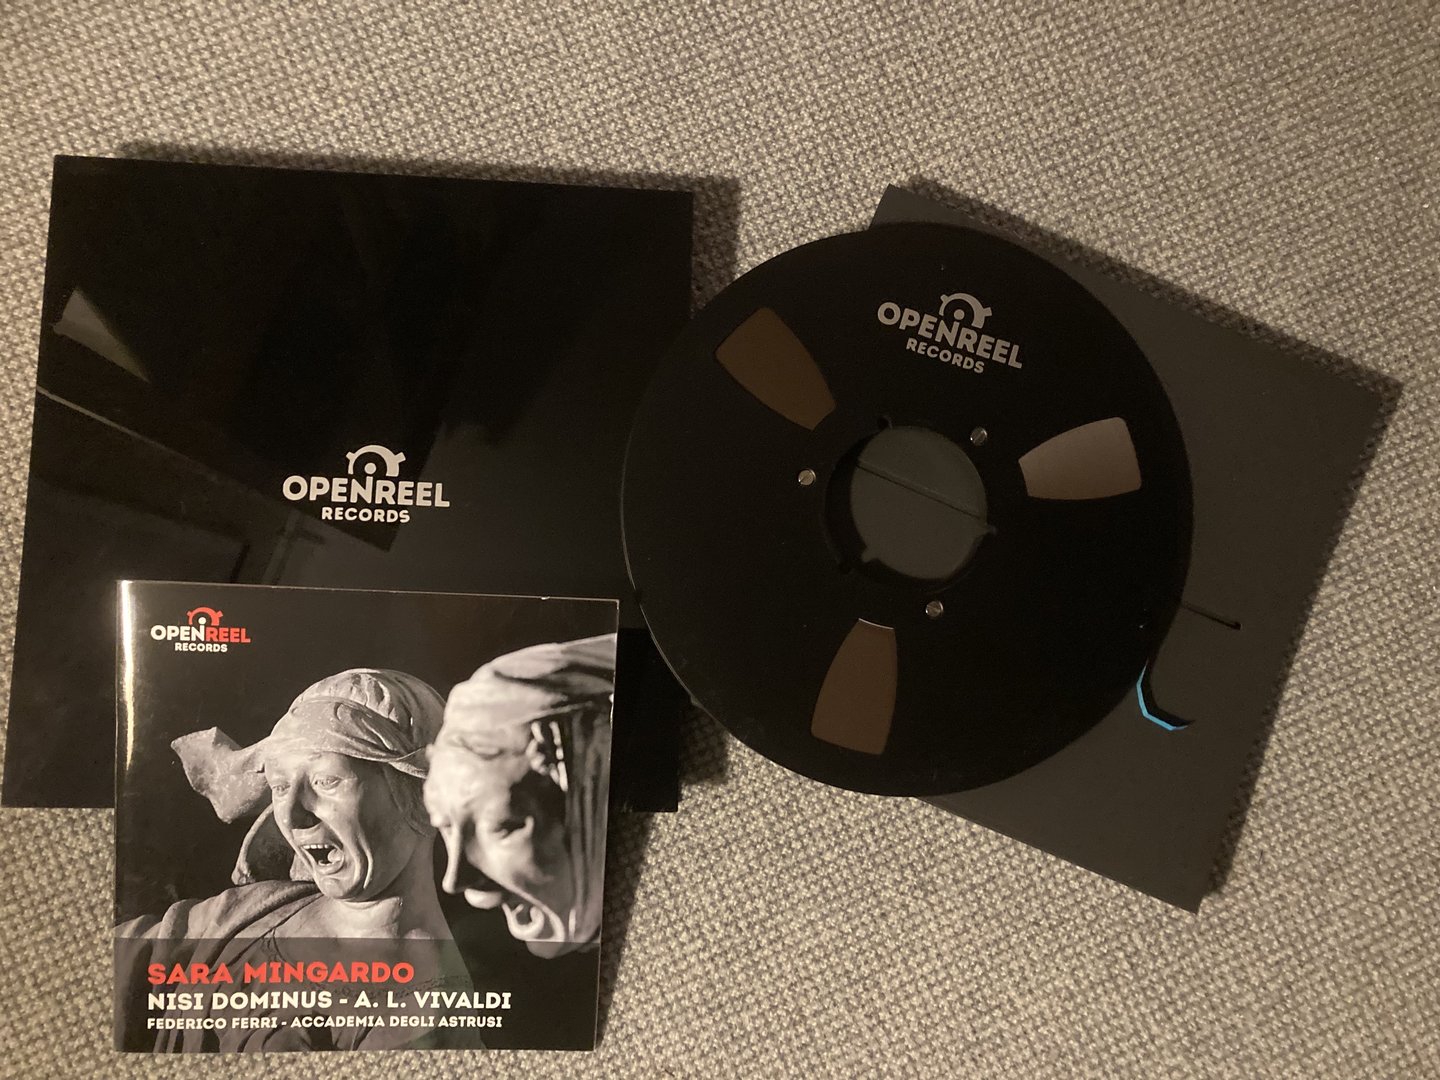 OPENREEL
RECORDS
OPENREEL
RECORDS
OPENREEL
RECORDS
SARA MINGARDO
NISI DOMINUS - A. L. VIVALDI
FEDERICO FERRI - ACCADEMIA DEGLI ASTRUSI